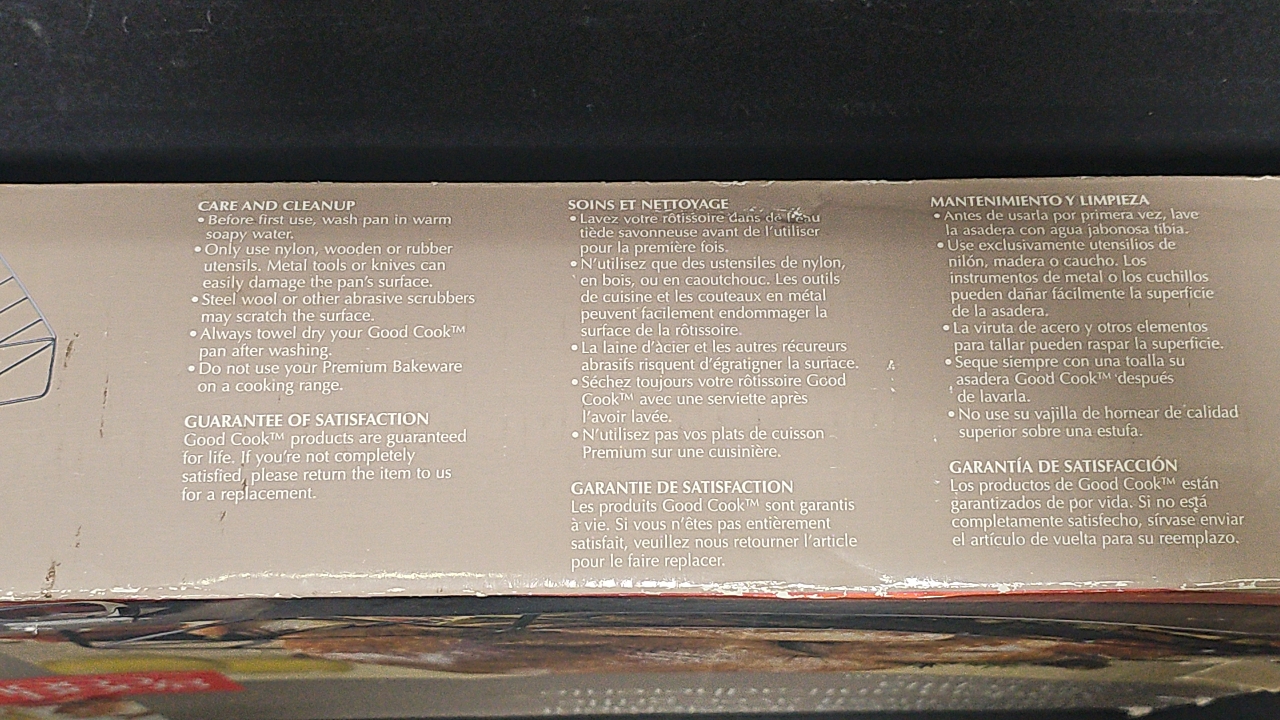 CARE AND CLEANUP
• Before first use, wash pan in warm
soapy water.
• Only use nylon, wooden or rubber
utensils. Metal tools or knives can
easily damage the pan's surface.
• Steel wool or other abrasive scrubbers
may scratch the surface.
• Always towel dry your Good Cook™
pan after washing.
• Do not use your Premium Bakeware
on a cooking range.
GUARANTEE OF SATISFACTION
Good Cook™ products are guaranteed
for life. If you're not completely
satisfied, please return the item to us
for a replacement.
SOINS ET NETTOYAGE
• Lavez votre rôtissoire dans de l'eau
tiède savonneuse avant de l'utiliser
pour la première fois.
• N'utilisez que des ustensiles de nylon,
en bois, ou en caoutchouc. Les outils
de cuisine et les couteaux en métal
peuvent facilement endommager la
surface de la rôtissoire.
• La laine d'àcier et les autres récureurs
abrasifs risquent d'égratigner la surface.
• Séchez toujours votre rôtissoire Good
Cook™ avec une serviette après
l'avoir lavée.
• N'utilisez pas vos plats de cuisson
Premium sur une cuisinière.
GARANTIE DE SATISFACTION
Les produits Good Cook™ sont garantis
à vie. Si vous n'êtes pas entièrement
satisfait, veuillez nous retourner l'article
pour le faire replacer.
MANTENIMIENTO Y LIMPIEZA
• Antes de usarla por primera vez, lave
la asadera con agua jabonosa tibia.
• Use exclusivamente utensilios de
nilón, madera o caucho. Los
instrumentos de metal o los cuchillos
pueden dañar fácilmente la superficie
de la asadera.
• La viruta de acero y otros elementos
para tallar pueden raspar la superficie.
• Seque siempre con una toalla su
asadera Good Cook™ después
de lavarla.
• No use su vajilla de hornear de calidad
superior sobre una estufa.
GARANTÍA DE SATISFACCIÓN
Los productos de Good Cook™ están
garantizados de por vida. Si no está
completamente satisfecho, sírvase enviar
el artículo de vuelta para su reemplazo.